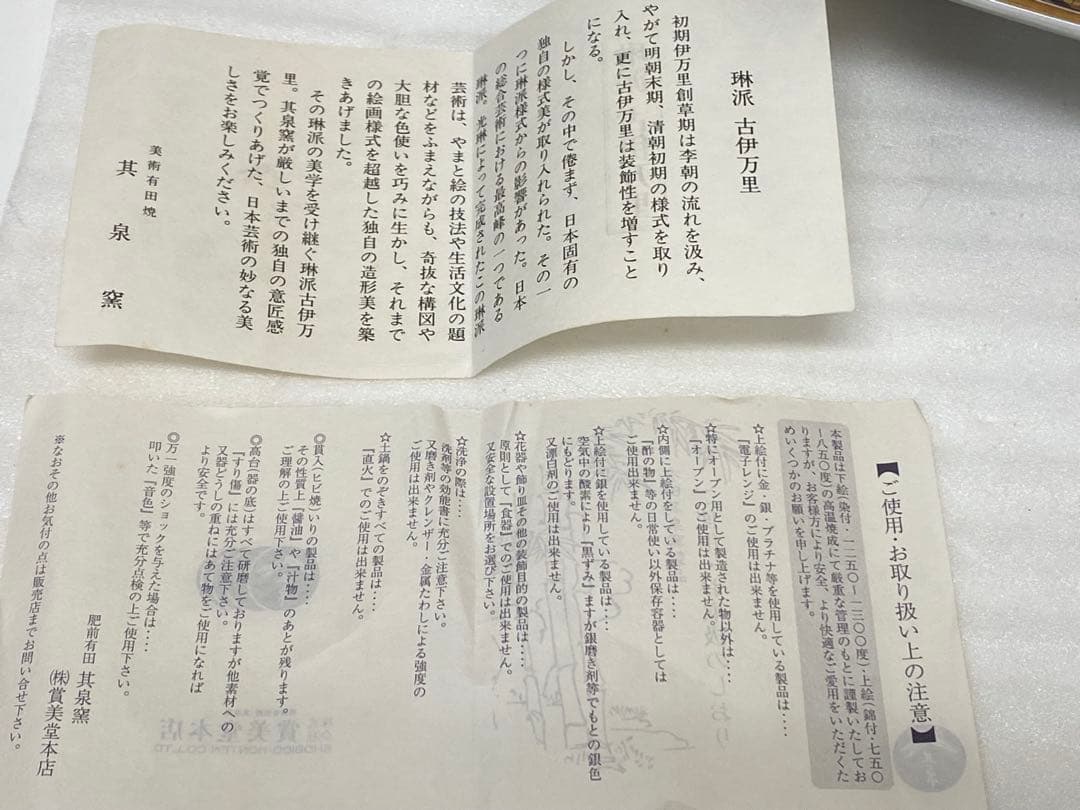 琳派 古伊万里
初期伊万里創草期は李朝の流れを汲み、
やがて明朝末期、清朝初期の様式を取り
入れ、更に古伊万里は装飾性を増すこと
になる。
しかし、その中で倦まず、日本固有の
独自の様式美が取り入れられた。その一
つに琳派様式からの影響があった。日本
の総合芸術における最高峰の一つである
琳派。光琳によって完成されたこの琳派
芸術は、やまと絵の技法や生活文化の題
材などをふまえながらも、奇抜な構図や
大胆な色使いを巧みに生かし、それまで
の絵画様式を超越した独自の造形美を築
きあげました。
その琳派の美学を受け継ぐ琳派古伊万
里。其泉窯が厳しいまでの独自の意匠感
覚でつくりあげた、日本芸術の妙なる美
しさをお楽しみください。
美術有田焼
其泉窯
【ご使用・お取り扱い上の注意】
本製品は下絵(染付・一二五〇〜一三〇〇度)・上絵(錦付・七五〇
〜八五〇度)の高温焼成にて厳重な管理のもとに謹製いたしてお
りますが、お客様方により安全、より快適なご愛用をいただくた
めいくつかのお願いを申し上げます。
☆上絵付に金・銀・プラチナ等を使用している製品は‥‥
『電子レンジ』のご使用は出来ません。
☆特にオーブン用として製造された物以外は‥‥
『オーブン』のご使用は出来ません。
☆内側に上絵付をしている製品は‥‥
『酢の物』等の日常使い以外保存容器としては
ご使用出来ません。
☆上絵付に銀を使用している製品は‥‥
空気中の酸素により『黒ずみ』ますが銀磨き剤等でもとの銀色
にもどります。
又漂白剤のご使用は出来ません。
☆花器や飾り皿その他の装飾目的の製品は‥‥
原則として『食器』でのご使用は出来ません。
又安全な設置場所をお選び下さい。
☆洗浄の際は‥‥
洗剤等の効能書に充分ご注意下さい。
又磨き剤やクレンザー・金属たわしによる強度の
ご使用は出来ません。
☆土鍋をのぞきすべての製品は‥‥
『直火』でのご使用は出来ません。
◎貫入(ヒビ焼)いりの製品は‥‥
その性質上『醤油』や『汁物』のあとが残ります。
ご理解の上ご使用下さい。
◎高台(器の底)はすべて研磨しておりますが他素材への
『すり傷』には充分ご注意下さい。
又器どうしの重ねにはあて物をご使用になれば
より安全です。
◎万一強度のショックを与えた場合は‥‥
叩いた『音色』等で充分点検の上ご使用下さい。
肥前有田 其泉窯
㈱賞美堂本店
※なおその他お気付の点は販売店までお問い合せ下さい。
賞美堂本店
SHOBIDO-HONTEN CO.,LTD.